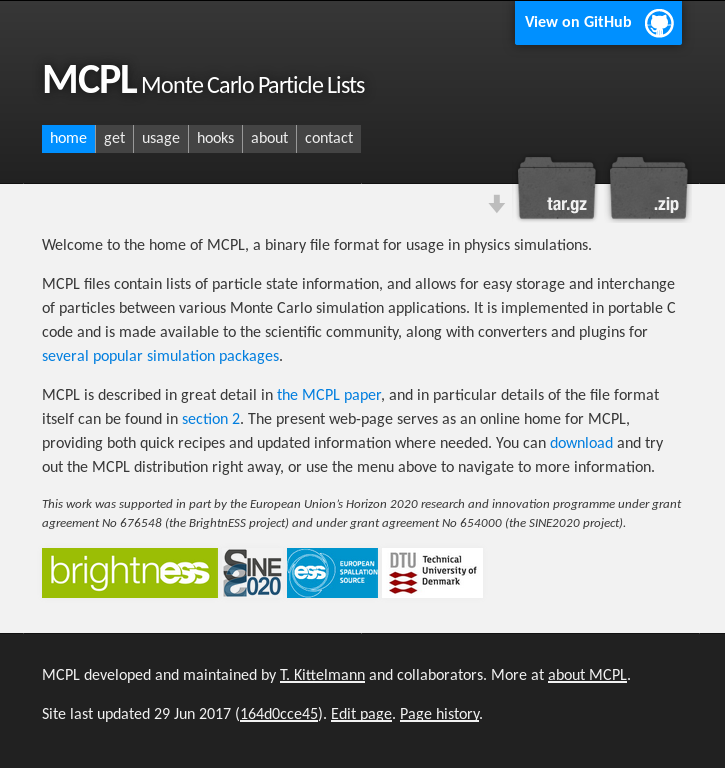 View on GitHub
MCPL Monte Carlo Particle Lists
home get usage hooks about contact
tar.gz .zip
Welcome to the home of MCPL, a binary file format for usage in physics simulations.
MCPL files contain lists of particle state information, and allows for easy storage and interchange
of particles between various Monte Carlo simulation applications. It is implemented in portable C
code and is made available to the scientific community, along with converters and plugins for
several popular simulation packages.
MCPL is described in great detail in the MCPL paper, and in particular details of the file format
itself can be found in section 2. The present web-page serves as an online home for MCPL,
providing both quick recipes and updated information where needed. You can download and try
out the MCPL distribution right away, or use the menu above to navigate to more information.
This work was supported in part by the European Union's Horizon 2020 research and innovation programme under grant
agreement No 676548 (the BrightnESS project) and under grant agreement No 654000 (the SINE2020 project).
brightness
SINE
2020
ess
EUROPEAN
SPALLATION
SOURCE
DTU
Technical
University of
Denmark
MCPL developed and maintained by T. Kittelmann and collaborators. More at about MCPL.
Site last updated 29 Jun 2017 (164d0cce45). Edit page. Page history.